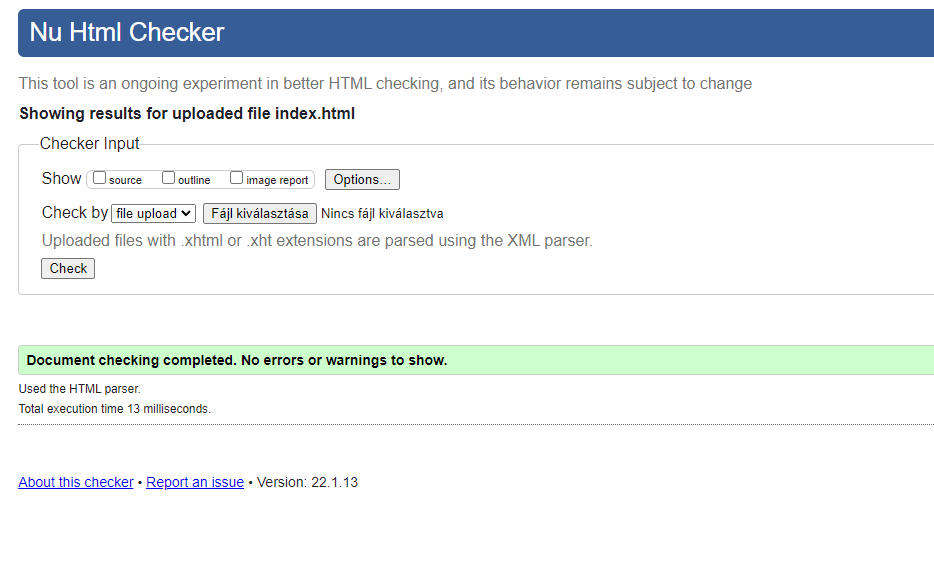 Nu Html Checker
This tool is an ongoing experiment in better HTML checking, and its behavior remains subject to change
Showing results for uploaded file index.html
Checker Input
Show source outline image report Options...
Check by file upload Fájl kiválasztása Nincs fájl kiválasztva
Uploaded files with .xhtml or .xht extensions are parsed using the XML parser.
Check
Document checking completed. No errors or warnings to show.
Used the HTML parser.
Total execution time 13 milliseconds.
About this checker • Report an issue • Version: 22.1.13